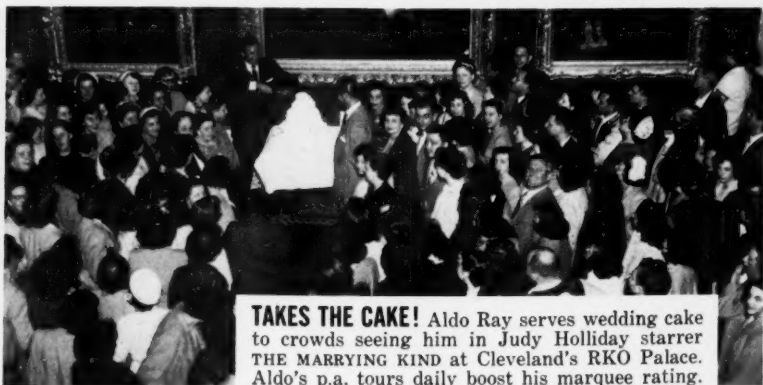 TAKES THE CAKE! Aldo Ray serves wedding cake
to crowds seeing him in Judy Holliday starrer
THE MARRYING KIND at Cleveland's RKO Palace.
Aldo's p.a. tours daily boost his marquee rating.